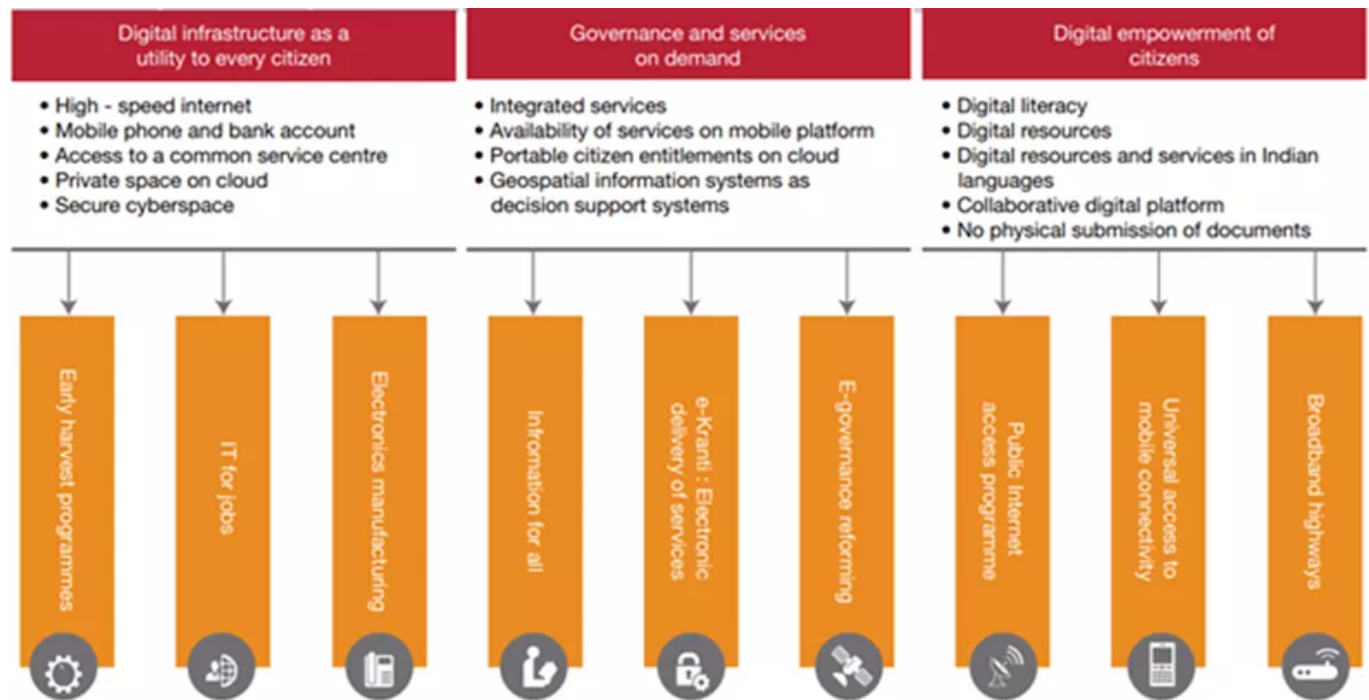 Digital infrastructure as a
utility to every citizen
• High - speed internet
• Mobile phone and bank account
• Access to a common service centre
• Private space on cloud
• Secure cyberspace
Governance and services
on demand
• Integrated services
• Availability of services on mobile platform
• Portable citizen entitlements on cloud
• Geospatial information systems as
decision support systems
Digital empowerment of
citizens
• Digital literacy
• Digital resources
• Digital resources and services in Indian
languages
• Collaborative digital platform
• No physical submission of documents
Early harvest programmes
IT for jobs
Electronics manufacturing
Infromation for all
e-Kranti : Electronic
delivery of services
E-governance reforming
Public Internet
access programme
Universal access to
mobile connectivity
Broadband highways